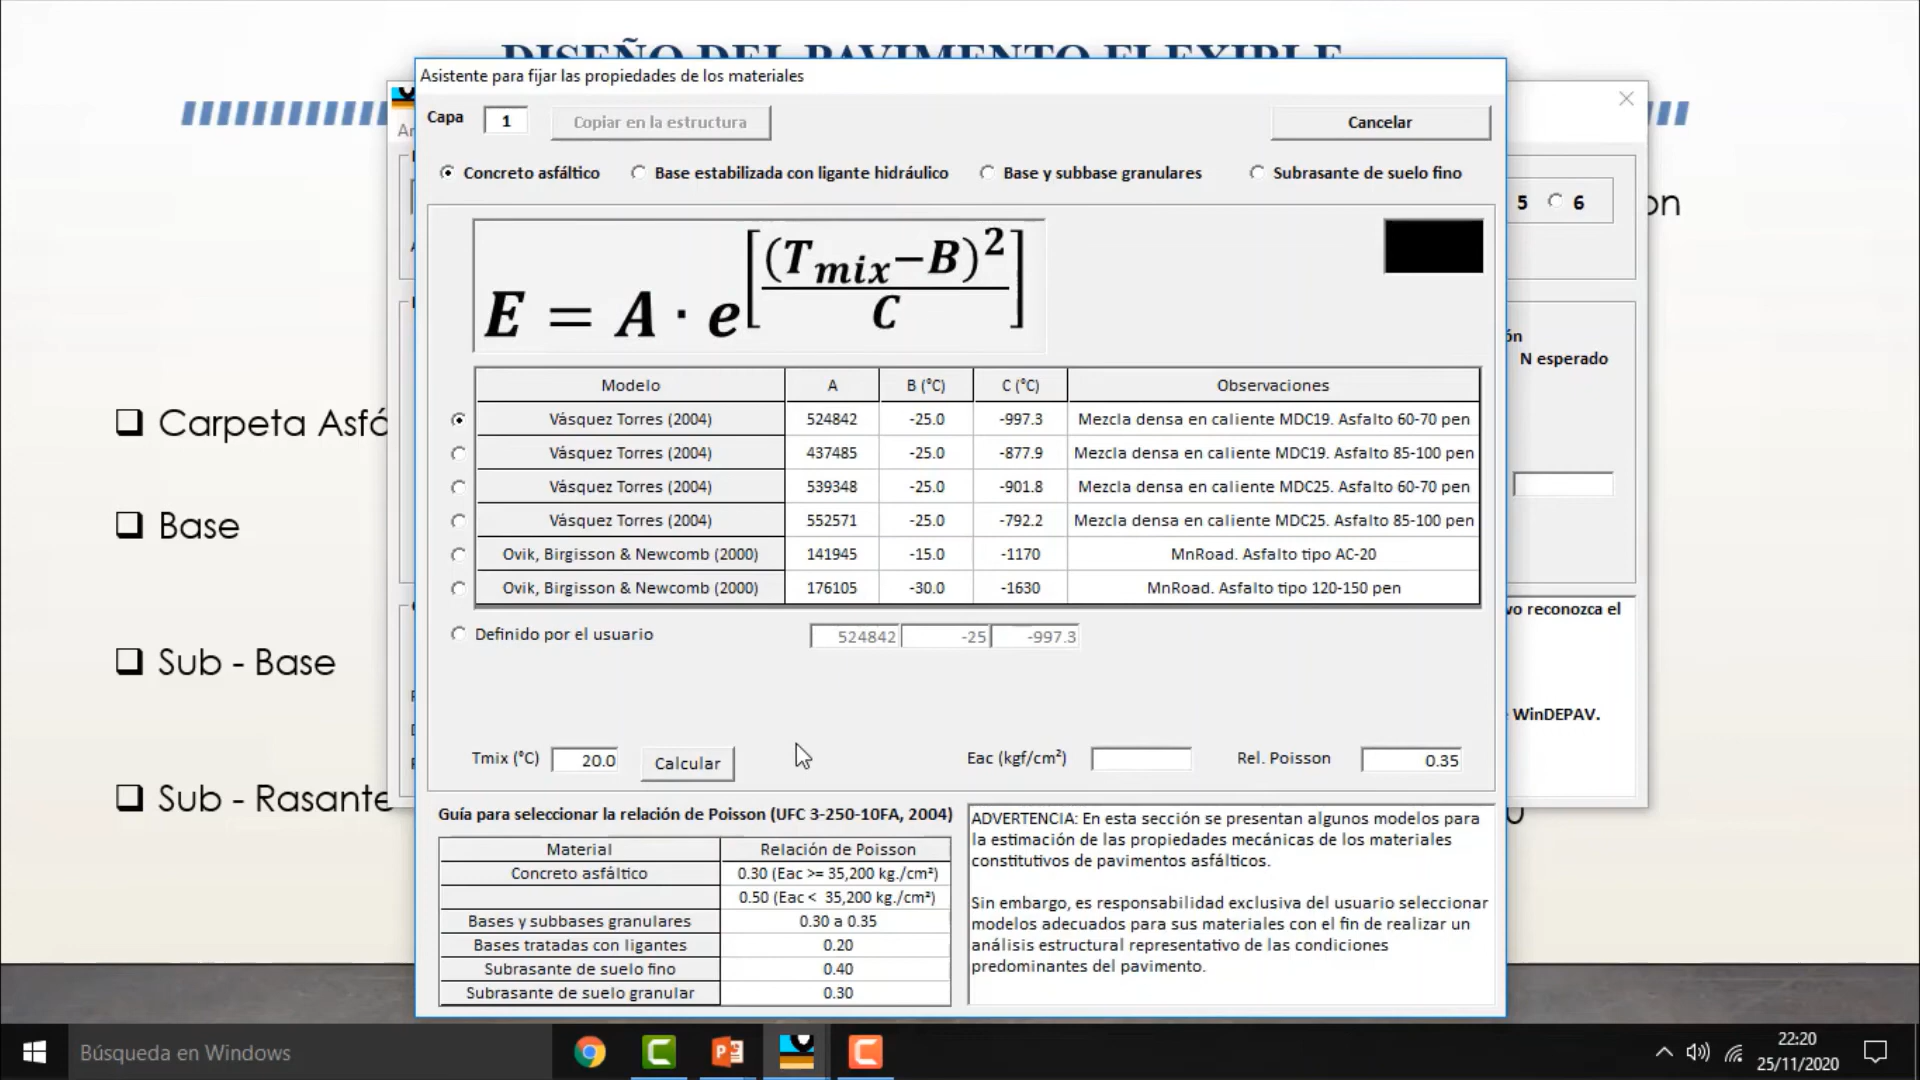 DISEÑO DEL PAVIMENTO FLEXIBLE
Asistente para fijar las propiedades de los materiales
Capa 1 Copiar en la estructura Cancelar
Concreto asfáltico Base estabilizada con ligante hidráulico Base y subbase granulares Subrasante de suelo fino
5 6
E = A · e[(Tmix−B)²/C]
N esperado
Modelo A B (°C) C (°C) Observaciones
Vásquez Torres (2004) 524842 -25.0 -997.3 Mezcla densa en caliente MDC19. Asfalto 60-70 pen
Vásquez Torres (2004) 437485 -25.0 -877.9 Mezcla densa en caliente MDC19. Asfalto 85-100 pen
Vásquez Torres (2004) 539348 -25.0 -901.8 Mezcla densa en caliente MDC25. Asfalto 60-70 pen
Vásquez Torres (2004) 552571 -25.0 -792.2 Mezcla densa en caliente MDC25. Asfalto 85-100 pen
Ovik, Birgisson & Newcomb (2000) 141945 -15.0 -1170 MnRoad. Asfalto tipo AC-20
Ovik, Birgisson & Newcomb (2000) 176105 -30.0 -1630 MnRoad. Asfalto tipo 120-150 pen
Definido por el usuario 524842 -25 -997.3
Tmix (°C) 20.0 Calcular Eac (kgf/cm²) Rel. Poisson 0.35
Guía para seleccionar la relación de Poisson (UFC 3-250-10FA, 2004)
Material Relación de Poisson
Concreto asfáltico 0.30 (Eac >= 35,200 kg./cm²)
0.50 (Eac < 35,200 kg./cm²)
Bases y subbases granulares 0.30 a 0.35
Bases tratadas con ligantes 0.20
Subrasante de suelo fino 0.40
Subrasante de suelo granular 0.30
ADVERTENCIA: En esta sección se presentan algunos modelos para
la estimación de las propiedades mecánicas de los materiales
constitutivos de pavimentos asfálticos.
Sin embargo, es responsabilidad exclusiva del usuario seleccionar
modelos adecuados para sus materiales con el fin de realizar un
análisis estructural representativo de las condiciones
predominantes del pavimento.
reconozca el
WinDEPAV.
Carpeta Asfá
Base
Sub - Base
Sub - Rasante
Búsqueda en Windows
22:20
25/11/2020